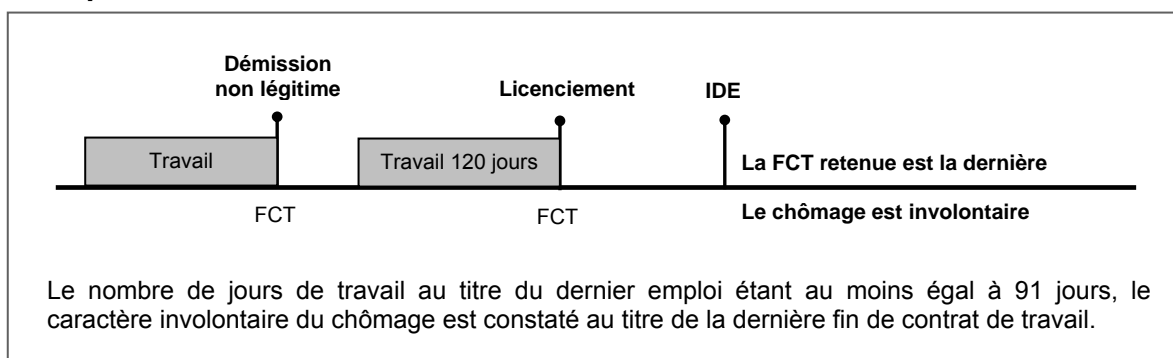 Démission
non légitime
Licenciement
IDE
Travail
Travail 120 jours
La FCT retenue est la dernière
FCT
FCT
Le chômage est involontaire
Le nombre de jours de travail au titre du dernier emploi étant au moins égal à 91 jours, le
caractère involontaire du chômage est constaté au titre de la dernière fin de contrat de travail.